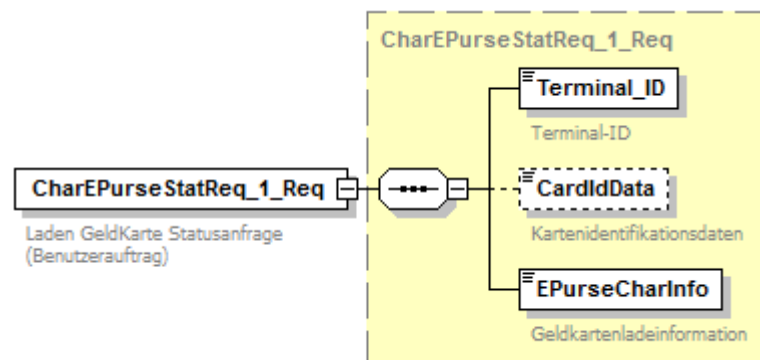 CharEPurseStatReq_1_Req
Terminal_ID
Terminal-ID
CharEPurseStatReq_1_Req
Laden GeldKarte Statusanfrage
(Benutzerauftrag)
CardIdData
Kartenidentifikationsdaten
EPurseCharInfo
Geldkartenladeinformation